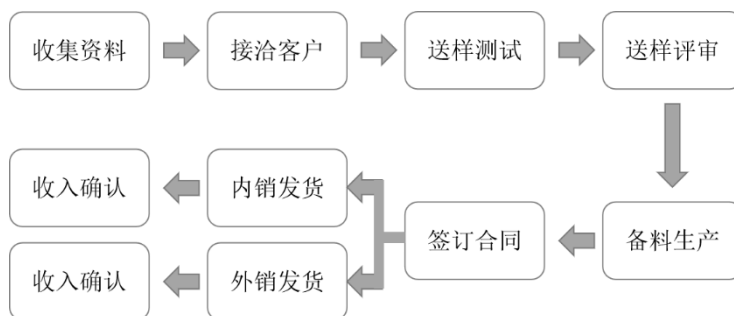 收集资料
接洽客户
送样测试
送样评审
备料生产
签订合同
内销发货
收入确认
外销发货
收入确认